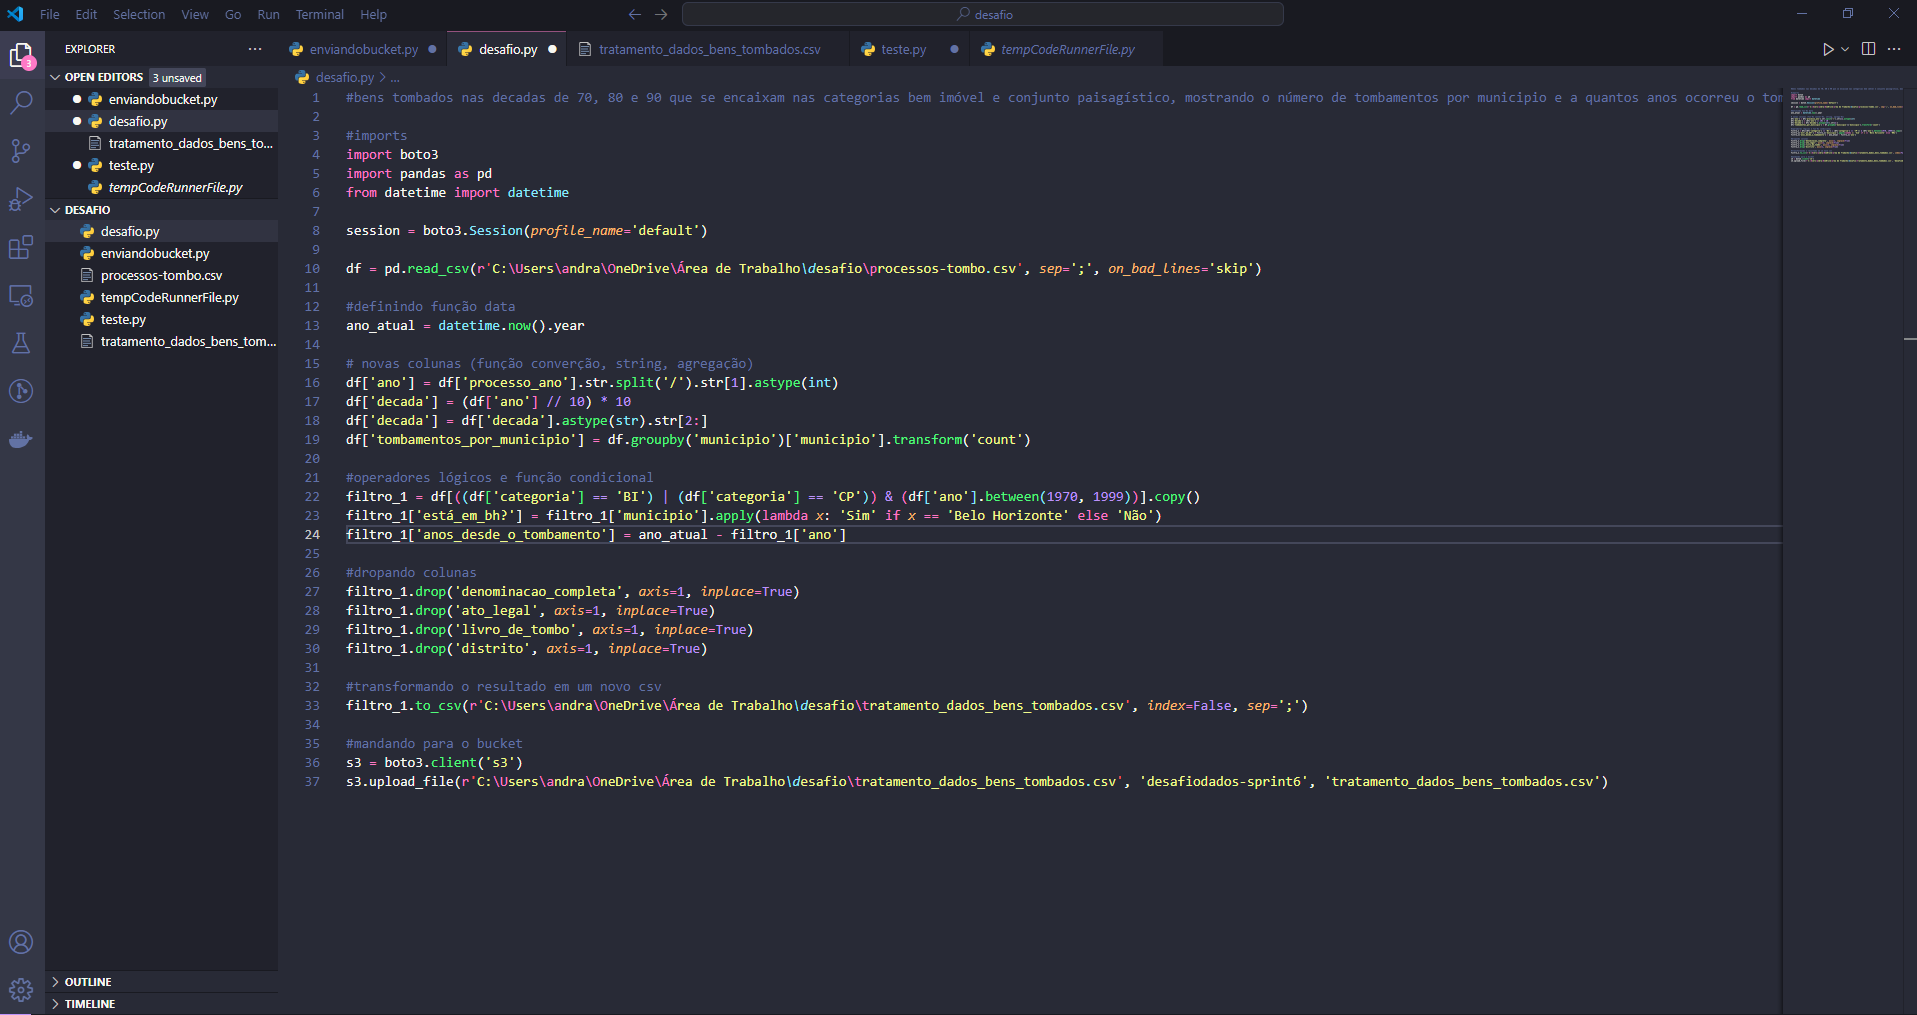 File Edit Selection View Go Run Terminal Help desafio
EXPLORER
enviandobucket.py desafio.py tratamento_dados_bens_tombados.csv teste.py tempCodeRunnerFile.py
3
OPEN EDITORS 3 unsaved
enviandobucket.py
desafio.py
tratamento_dados_bens_to...
teste.py
tempCodeRunnerFile.py
DESAFIO
desafio.py
enviandobucket.py
processos-tombo.csv
tempCodeRunnerFile.py
teste.py
tratamento_dados_bens_tom...
OUTLINE
TIMELINE
desafio.py > ...
1 #bens tombados nas decadas de 70, 80 e 90 que se encaixam nas categorias bem imóvel e conjunto paisagístico, mostrando o número de tombamentos por municipio e a quantos anos ocorreu o tom
2
3 #imports
4 import boto3
5 import pandas as pd
6 from datetime import datetime
7
8 session = boto3.Session(profile_name='default')
9
10 df = pd.read_csv(r'C:\Users\andra\OneDrive\Área de Trabalho\desafio\processos-tombo.csv', sep=';', on_bad_lines='skip')
11
12 #definindo função data
13 ano_atual = datetime.now().year
14
15 # novas colunas (função converção, string, agregação)
16 df['ano'] = df['processo_ano'].str.split('/').str[1].astype(int)
17 df['decada'] = (df['ano'] // 10) * 10
18 df['decada'] = df['decada'].astype(str).str[2:]
19 df['tombamentos_por_municipio'] = df.groupby('municipio')['municipio'].transform('count')
20
21 #operadores lógicos e função condicional
22 filtro_1 = df[((df['categoria'] == 'BI') | (df['categoria'] == 'CP')) & (df['ano'].between(1970, 1999))].copy()
23 filtro_1['está_em_bh?'] = filtro_1['municipio'].apply(lambda x: 'Sim' if x == 'Belo Horizonte' else 'Não')
24 filtro_1['anos_desde_o_tombamento'] = ano_atual - filtro_1['ano']
25
26 #dropando colunas
27 filtro_1.drop('denominacao_completa', axis=1, inplace=True)
28 filtro_1.drop('ato_legal', axis=1, inplace=True)
29 filtro_1.drop('livro_de_tombo', axis=1, inplace=True)
30 filtro_1.drop('distrito', axis=1, inplace=True)
31
32 #transformando o resultado em um novo csv
33 filtro_1.to_csv(r'C:\Users\andra\OneDrive\Área de Trabalho\desafio\tratamento_dados_bens_tombados.csv', index=False, sep=';')
34
35 #mandando para o bucket
36 s3 = boto3.client('s3')
37 s3.upload_file(r'C:\Users\andra\OneDrive\Área de Trabalho\desafio\tratamento_dados_bens_tombados.csv', 'desafiodados-sprint6', 'tratamento_dados_bens_tombados.csv')